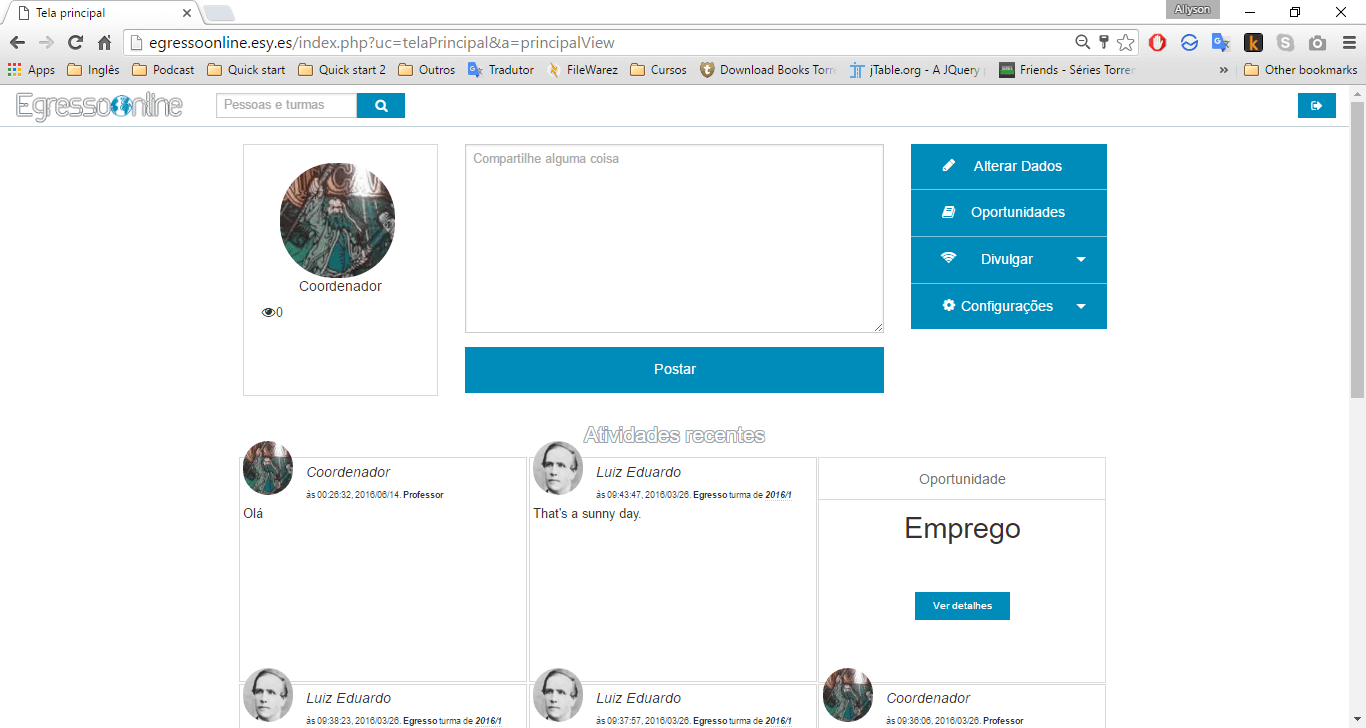 Tela principal
Allyson
egressoonline.esy.es/index.php?uc=telaPrincipal&a=principalView
Apps Inglês Podcast Quick start Quick start 2 Outros Tradutor FileWarez Cursos Download Books Torre jTable.org - A JQuery Friends - Séries Torren » Other bookmarks
EgressoOnline Pessoas e turmas
Compartilhe alguma coisa
Coordenador
0
Postar
Alterar Dados
Oportunidades
Divulgar
Configurações
Atividades recentes
Coordenador
às 00:26:32, 2016/06/14. Professor
Olá
Luiz Eduardo
às 09:43:47, 2016/03/26. Egresso turma de 2016/1
That's a sunny day.
Oportunidade
Emprego
Ver detalhes
Luiz Eduardo
às 09:38:23, 2016/03/26. Egresso turma de 2016/1
Luiz Eduardo
às 09:37:57, 2016/03/26. Egresso turma de 2016/1
Coordenador
às 09:36:06, 2016/03/26. Professor